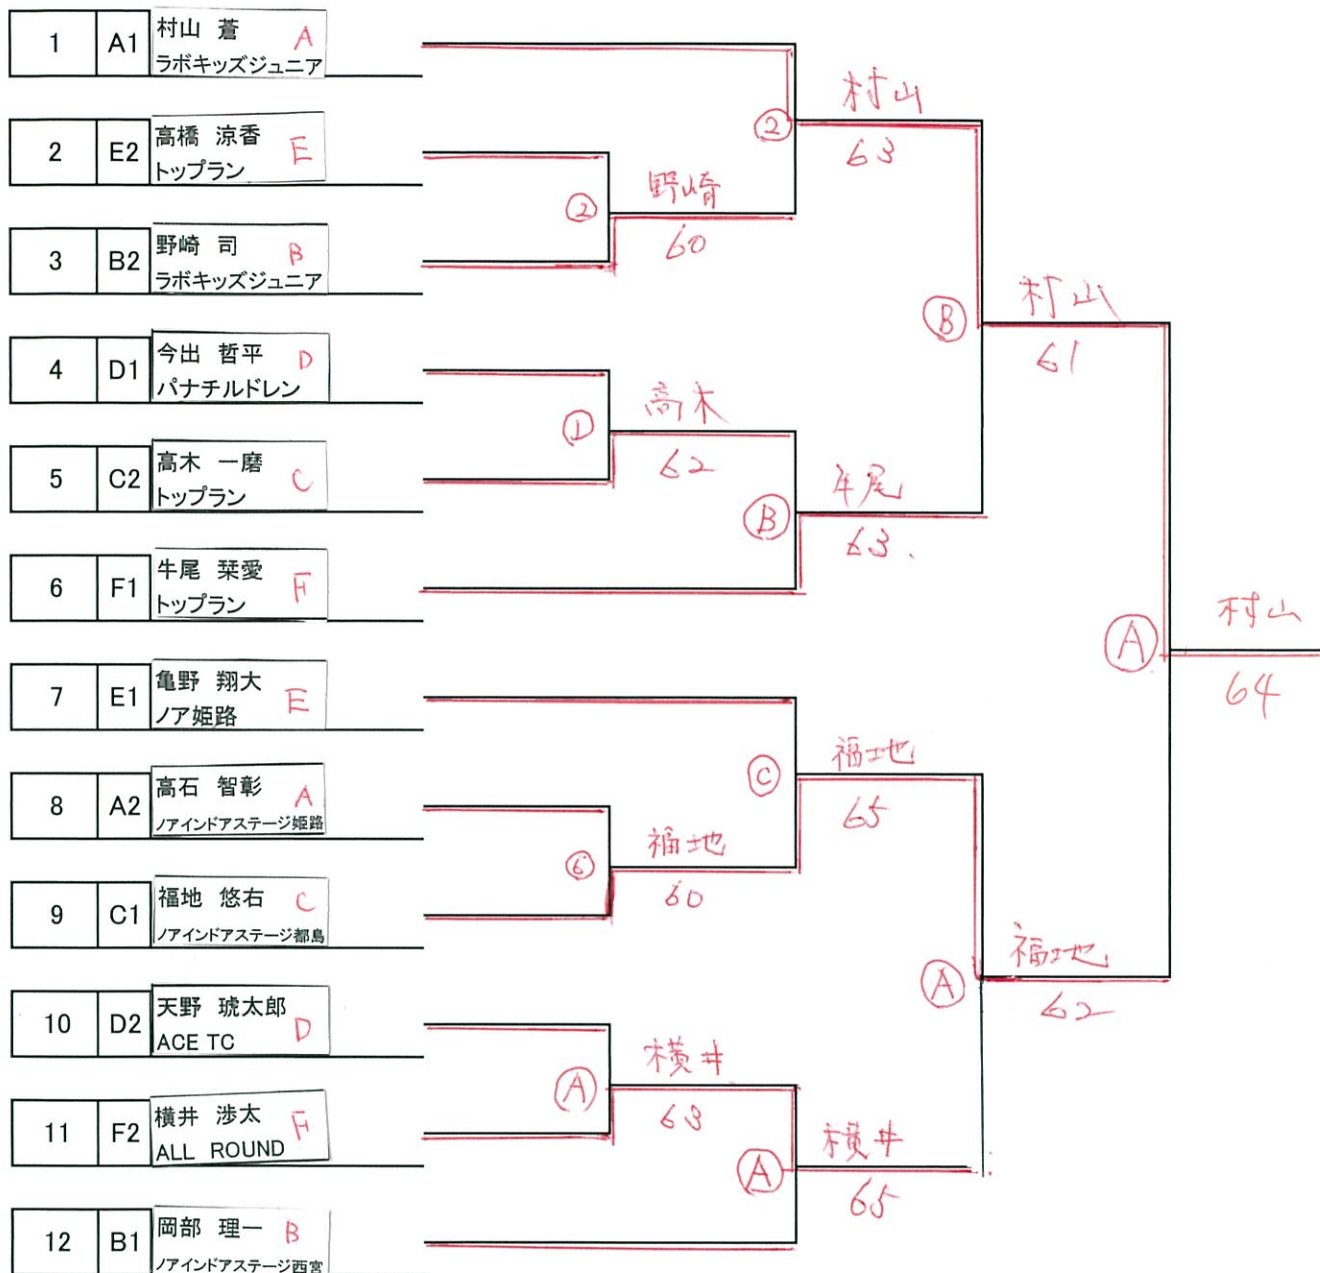 1 A1 村山 蒼 A
ラボキッズジュニア
2 E2 高橋 涼香 E
トップラン
3 B2 野崎 司 B
ラボキッズジュニア
4 D1 今出 哲平 D
パナチルドレン
5 C2 高木 一磨 C
トップラン
6 F1 牛尾 栞愛 F
トップラン
7 E1 亀野 翔大 E
ノア姫路
8 A2 高石 智彰 A
ノアインドアステージ姫路
9 C1 福地 悠右 C
ノアインドアステージ都島
10 D2 天野 琥太郎 D
ACE TC
11 F2 横井 渉太 F
ALL ROUND
12 B1 岡部 理一 B
ノアインドアステージ西宮
② 野崎
60
① 高木
62
⑥ 福地
60
Ⓐ 横井
63
② 村山
63
Ⓑ 牛尾
63.
Ⓒ 福地
65
Ⓐ 横井
65
Ⓑ 村山
61
Ⓐ 福地
62
Ⓐ 村山
64